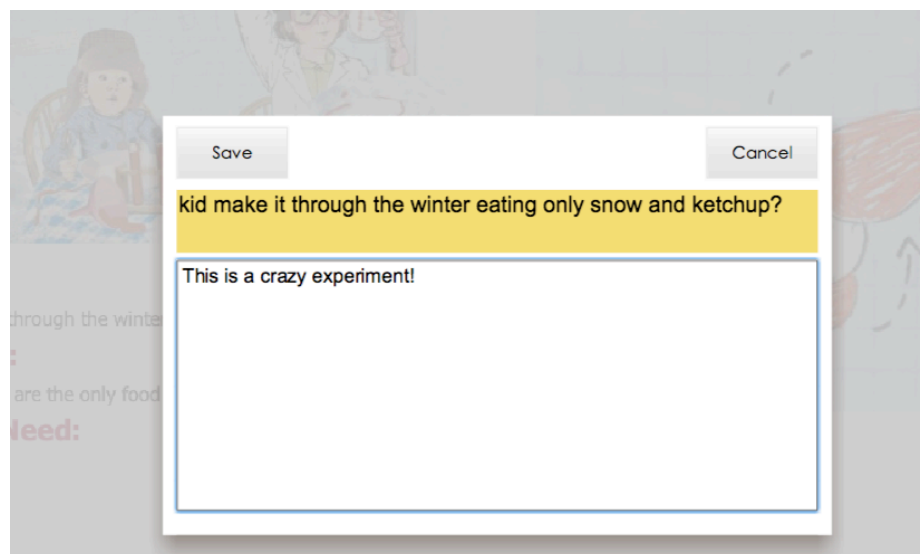 Save
Cancel
kid make it through the winter eating only snow and ketchup?
This is a crazy experiment!
through the winte
:
are the only food
Need: